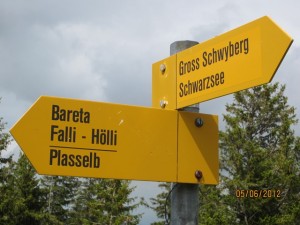 Gross Schwyberg
Schwarzsee
Bareta
Falli - Hölli
Plasselb
05/06/2012